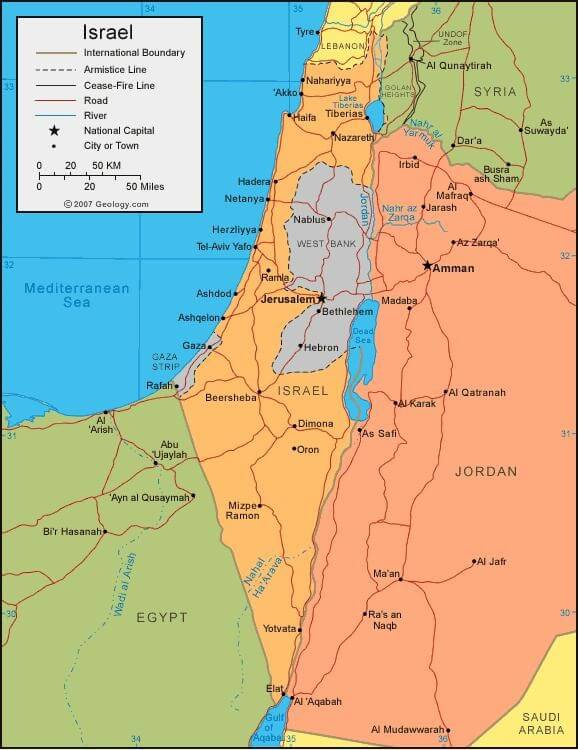 34
35
36
Israel
International Boundary
Armistice Line
Cease-Fire Line
Road
River
National Capital
City or Town
0 20 50 KM
0 20 50 Miles
© 2007 Geology.com
Tyre
LEBANON
UNDOF
Zone
Al Qunaytirah
33
33
Nahariyya
'Akko
GOLAN
HEIGHTS
SYRIA
Lake
Tiberias
Tiberias
Haifa
As
Suwayda'
Nahr al
Yarmuk
Nazareth
Dar'a
Irbid
Busra
ash Sham
Hadera
Al
Mafraq
Netanya
Jordan
Nahr az
Zarqa
Jarash
Nablus
Herzliyya
WEST BANK
Az Zarqa'
Tel-Aviv Yafo
32
32
Amman
Ramla
Mediterranean
Sea
Ashdod
Jerusalem
Madaba
Bethlehem
Ashqelon
Dead
Sea
Gaza
Hebron
GAZA
STRIP
Rafah
ISRAEL
Beersheba
Al Qatranah
Al Karak
Al
'Arish
Dimona
31
31
As Safi
Abu
'Ujaylah
Oron
JORDAN
'Ayn al Qusaymah
Mizpe
Ramon
Bi'r Hasanah
Nahal
Ha'Arava
Al Jafr
Wadi al Arish
Ma'an
30
30
EGYPT
Ra's an
Naqb
Yotvata
Elat
Al 'Aqabah
Gulf
of
Aqaba
SAUDI
ARABIA
Al Mudawwarah
35
36